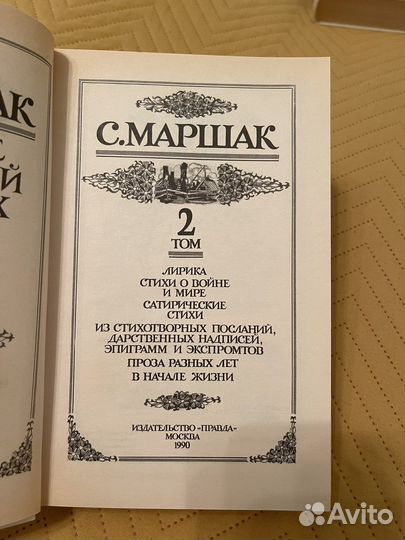 АК
Й
Х
С.МАРШАК
2
ТОМ
ЛИРИКА
СТИХИ О ВОЙНЕ
И МИРЕ
САТИРИЧЕСКИЕ
СТИХИ
ИЗ СТИХОТВОРНЫХ ПОСЛАНИЙ,
ДАРСТВЕННЫХ НАДПИСЕЙ,
ЭПИГРАММ И ЭКСПРОМТОВ
ПРОЗА РАЗНЫХ ЛЕТ
В НАЧАЛЕ ЖИЗНИ
ИЗДАТЕЛЬСТВО «ПРАВДА»
МОСКВА
1990
Avito